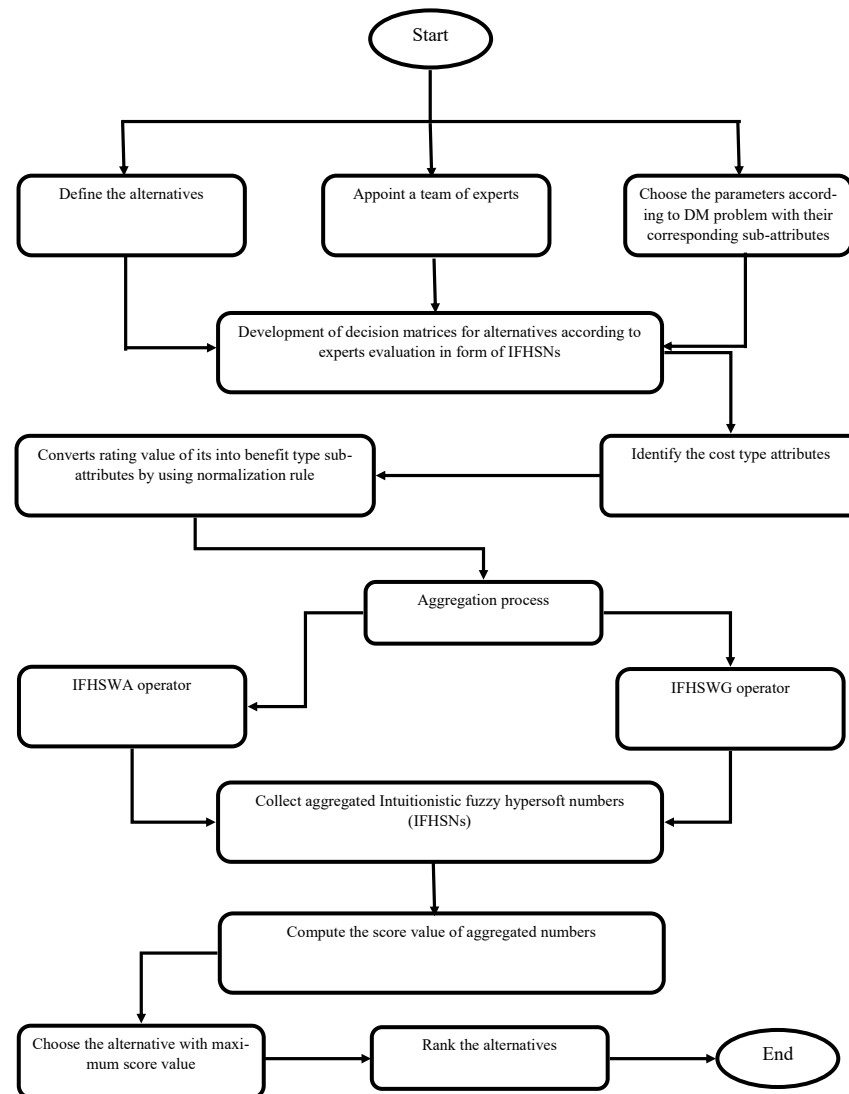 Start
Define the alternatives
Appoint a team of experts
Choose the parameters accord-
ing to DM problem with their
corresponding sub-attributes
Development of decision matrices for alternatives according to
experts evaluation in form of IFHSNs
Converts rating value of its into benefit type sub-
attributes by using normalization rule
Identify the cost type attributes
Aggregation process
IFHSWA operator
IFHSWG operator
Collect aggregated Intuitionistic fuzzy hypersoft numbers
(IFHSNs)
Compute the score value of aggregated numbers
Choose the alternative with maxi-
mum score value
Rank the alternatives
End